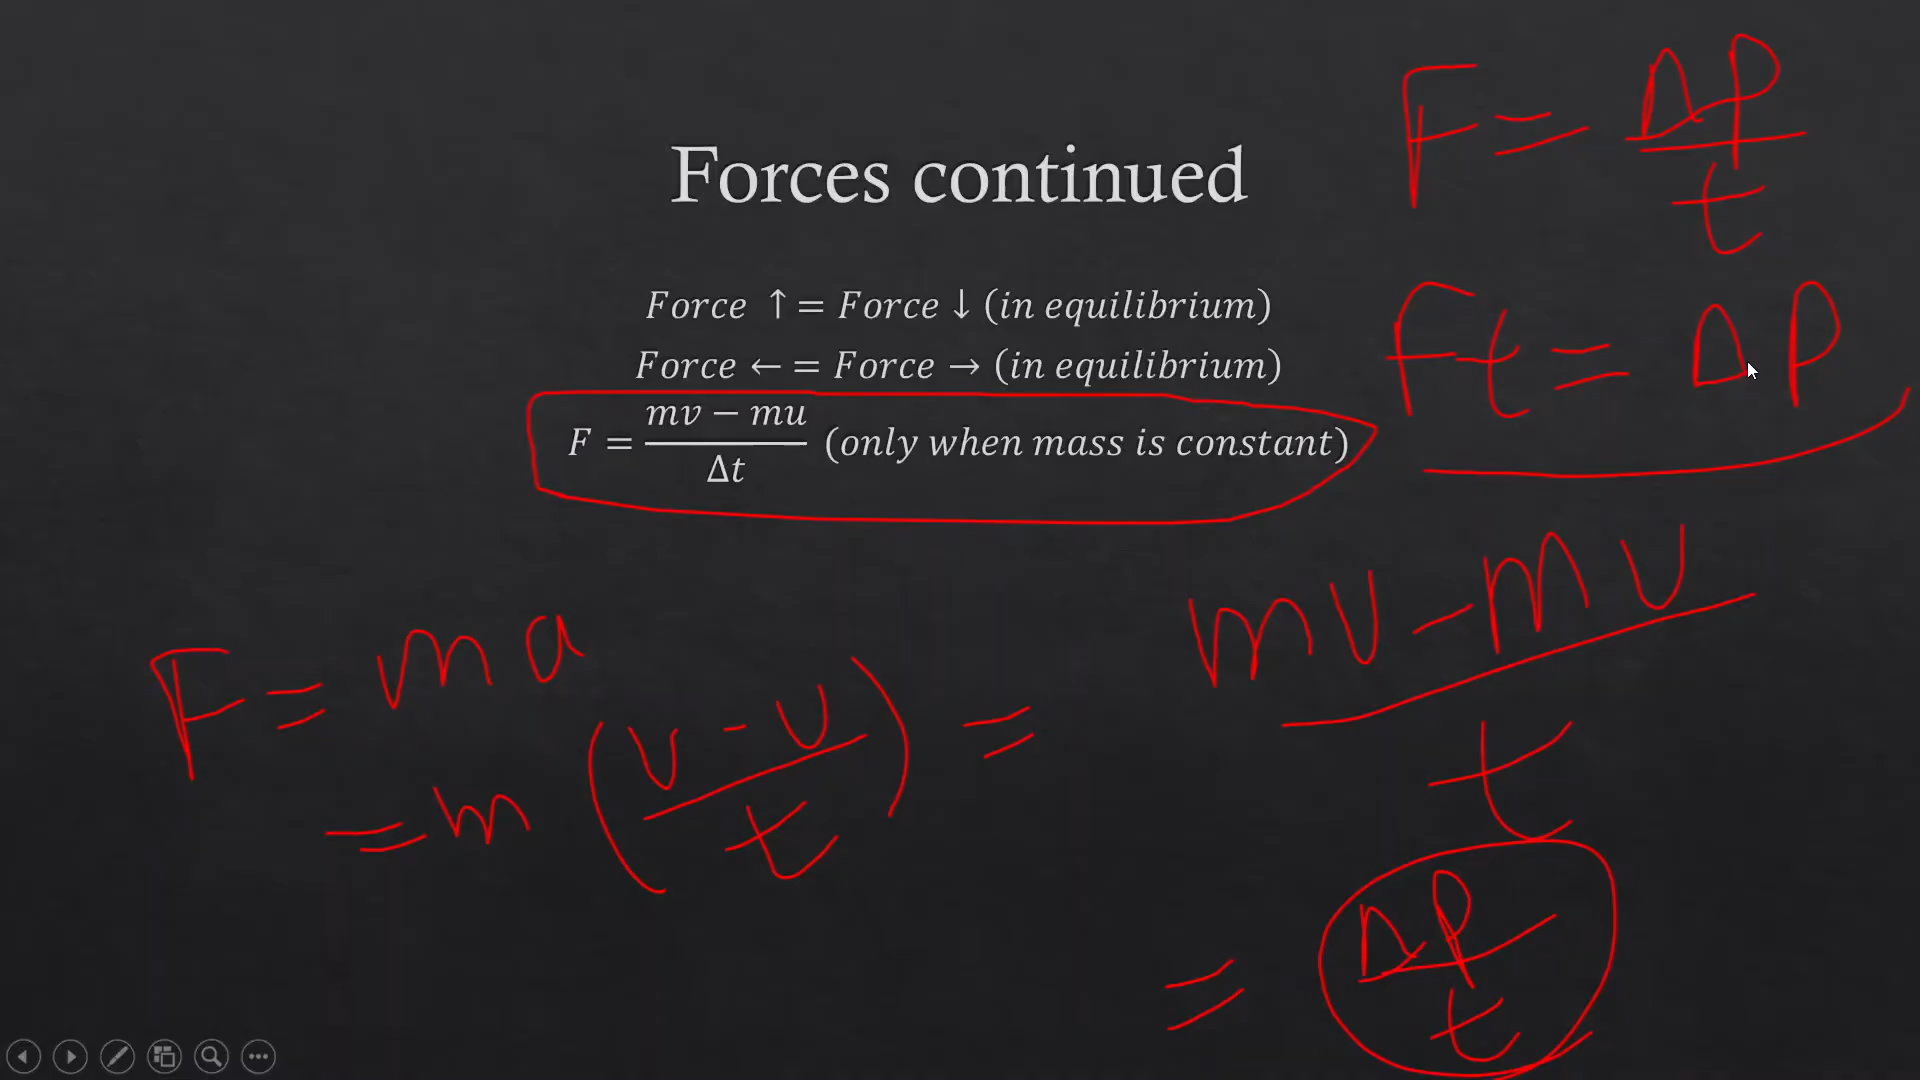 Forces continued
Force ↑ = Force ↓ (in equilibrium)
Force ← = Force → (in equilibrium)
F = mv − mu / Δt (only when mass is constant)
F = ΔP / t
Ft = ΔP
F = ma
= m (v - u / t) = mv - mu / t
= ΔP / t